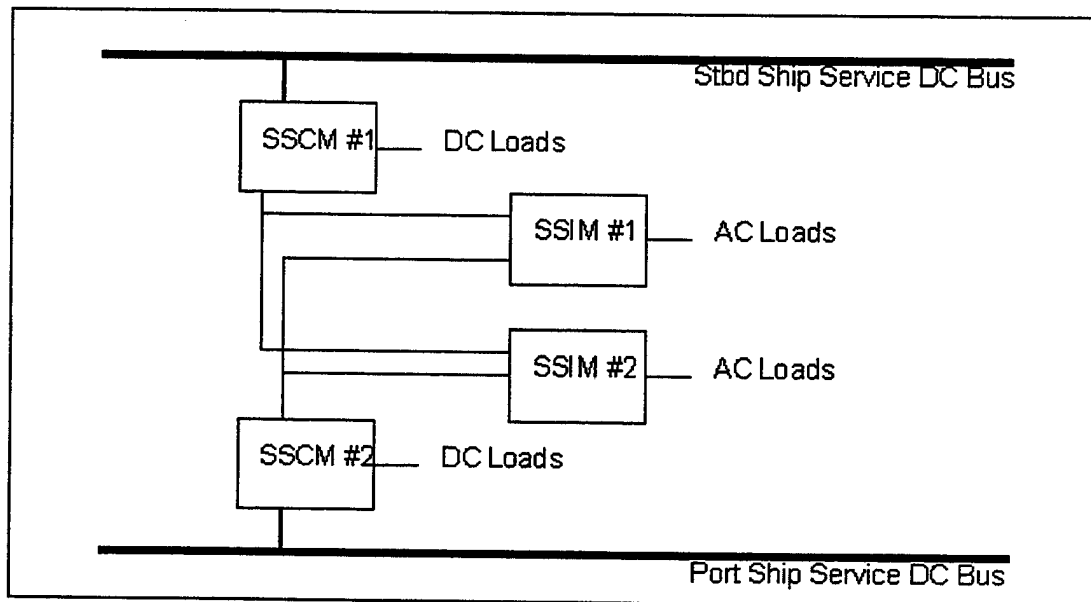 Stbd Ship Service DC Bus
SSCM #1
DC Loads
SSIM #1
AC Loads
SSIM #2
AC Loads
SSCM #2
DC Loads
Port Ship Service DC Bus